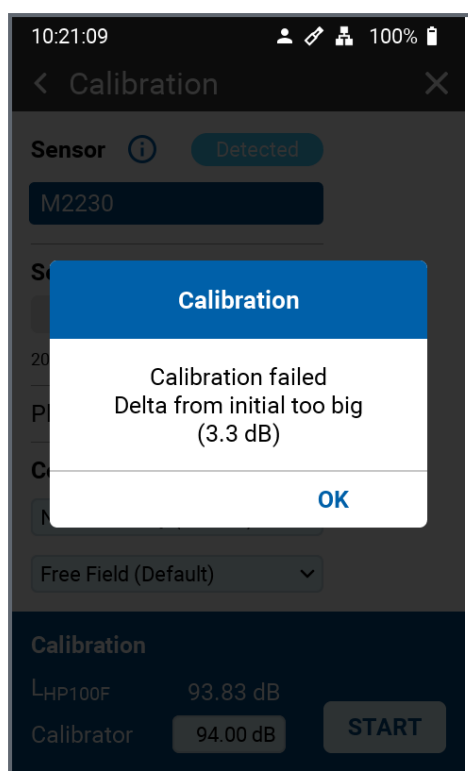 10:21:09 100%
Calibration
Sensor Detected
M2230
Calibration
Calibration failed
Delta from initial too big
(3.3 dB)
OK
Free Field (Default)
Calibration
LHP100F 93.83 dB
Calibrator 94.00 dB START